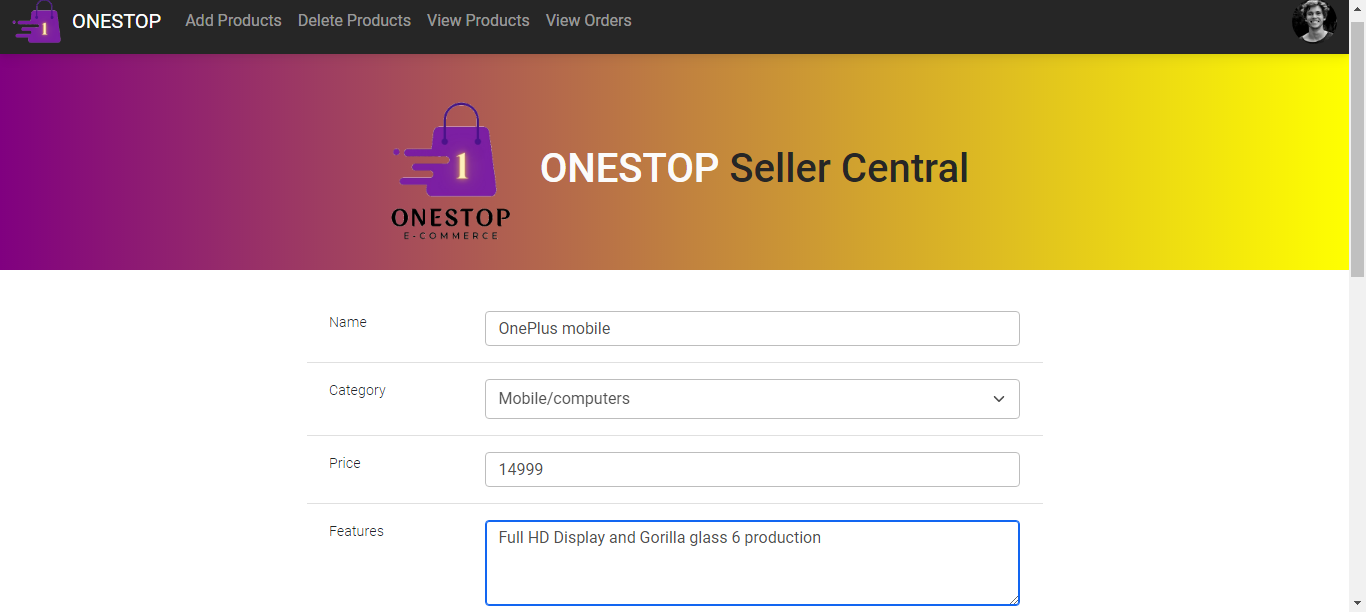 1 ONESTOP Add Products Delete Products View Products View Orders
1
ONESTOP
E-COMMERCE
ONESTOP Seller Central
Name OnePlus mobile
Category Mobile/computers
Price 14999
Features Full HD Display and Gorilla glass 6 production